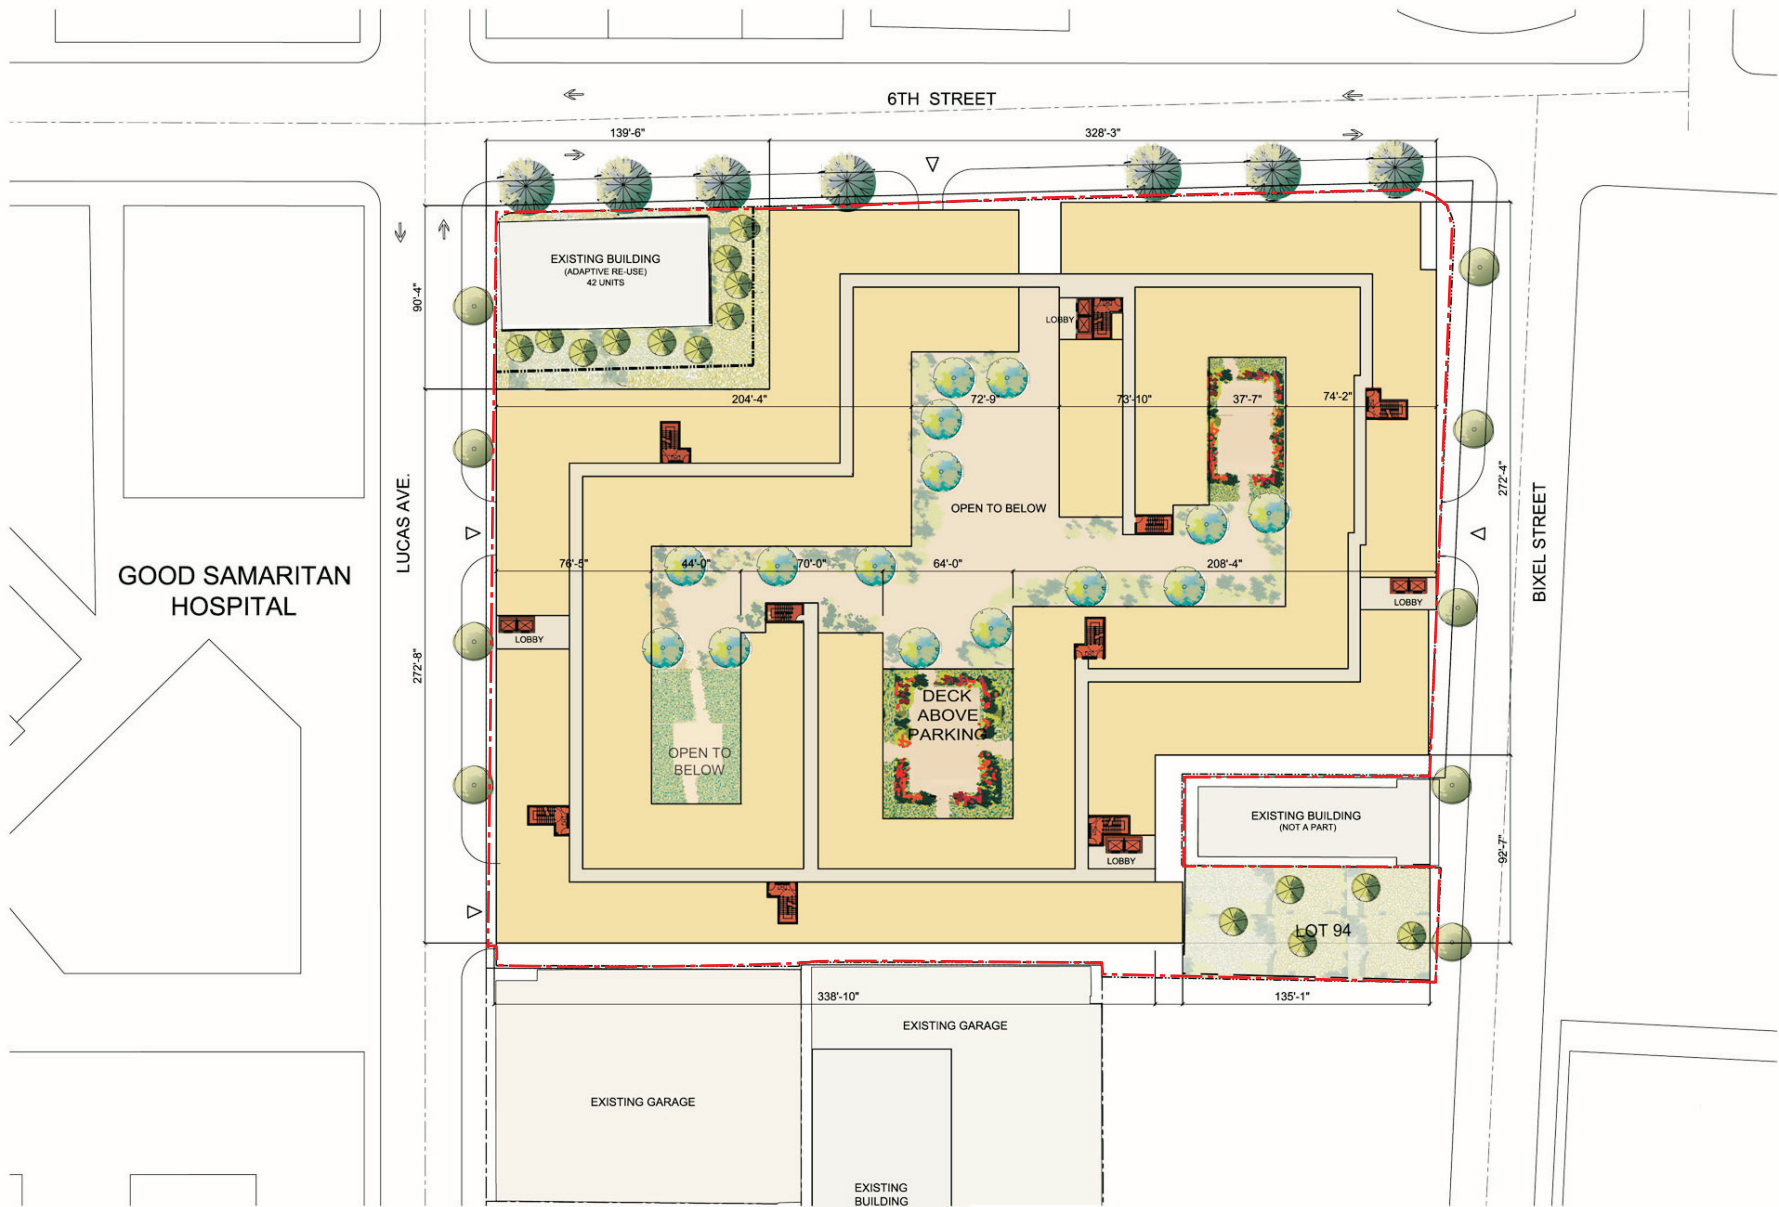 6TH STREET
139'-6"
328'-3"
EXISTING BUILDING
(ADAPTIVE RE-USE)
42 UNITS
90'-4"
LOBBY
204'-4"
72'-9"
73'-10"
37'-7"
74'-2"
272'-4"
OPEN TO BELOW
LUCAS AVE.
BIXEL STREET
GOOD SAMARITAN
HOSPITAL
76'-5"
44'-0"
70'-0"
64'-0"
208'-4"
LOBBY
LOBBY
272'-8"
DECK
ABOVE
PARKING
OPEN TO
BELOW
EXISTING BUILDING
(NOT A PART)
92'-7"
LOBBY
LOT 94
338'-10"
135'-1"
EXISTING GARAGE
EXISTING GARAGE
EXISTING
BUILDING